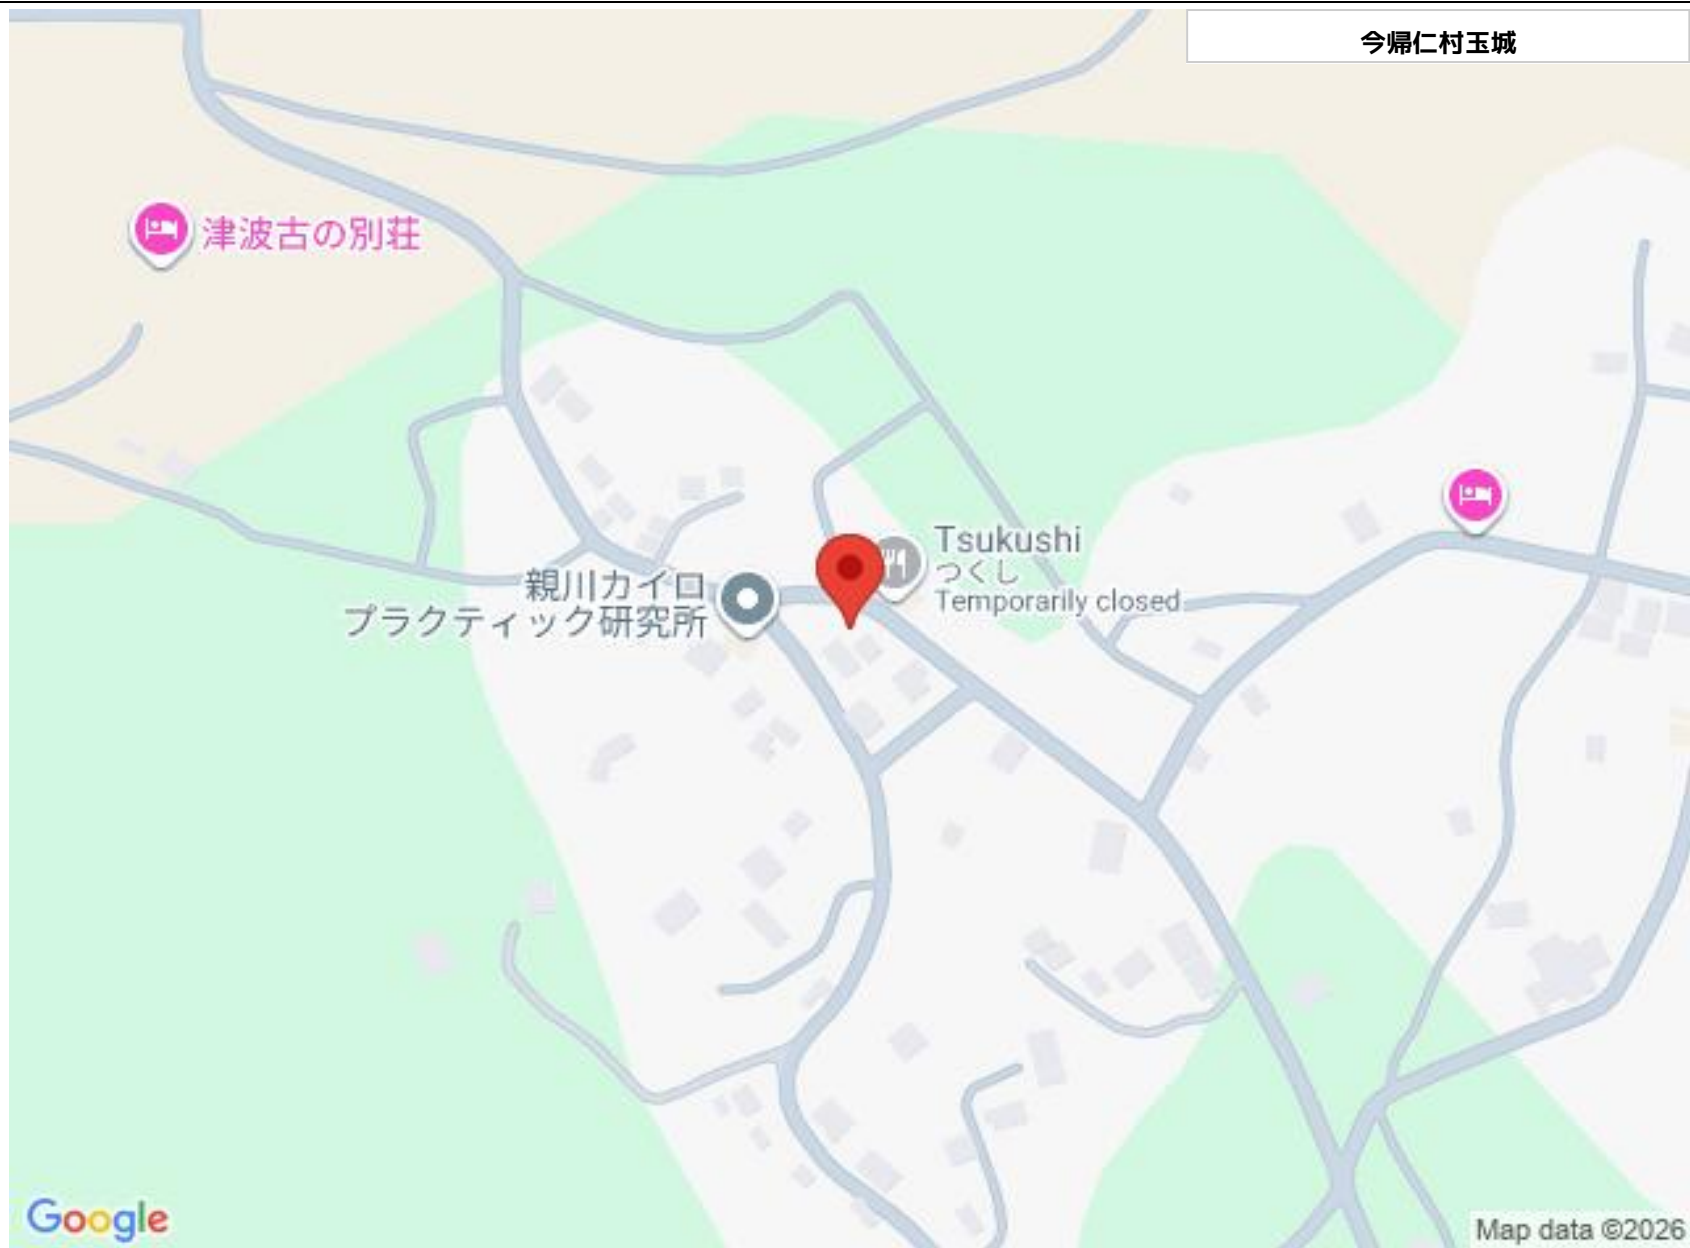 今帰仁村玉城
津波古の別荘
Tsukushi
つくし
Temporarily closed
親川カイロ
プラクティック研究所
Google
Map data ©2026